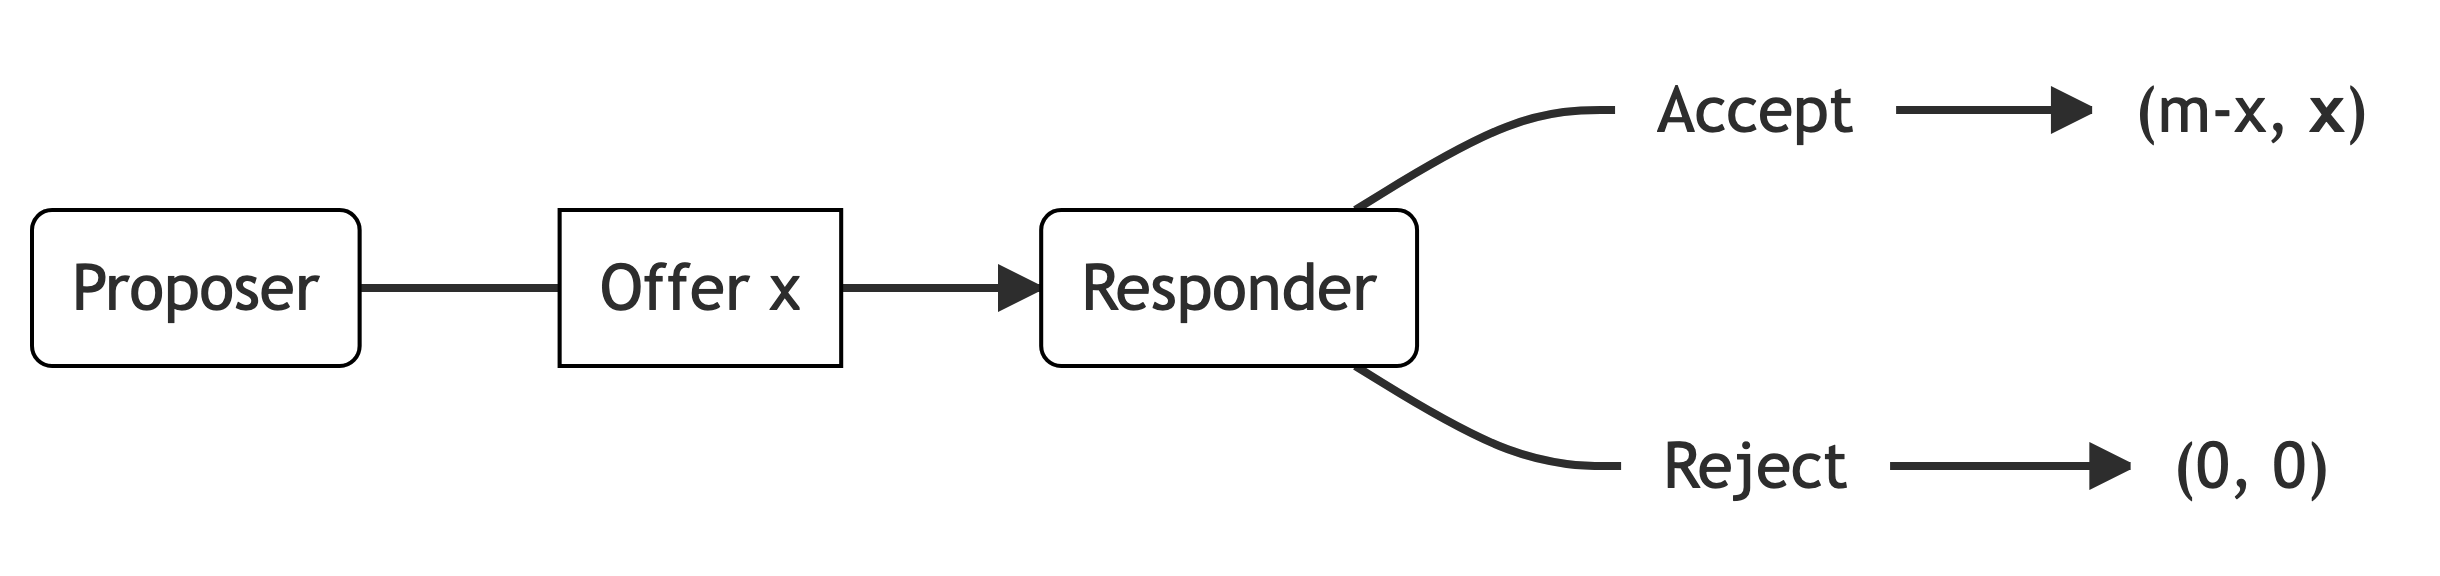 Proposer
Offer x
Responder
Accept
(m-x, x)
Reject
(0, 0)